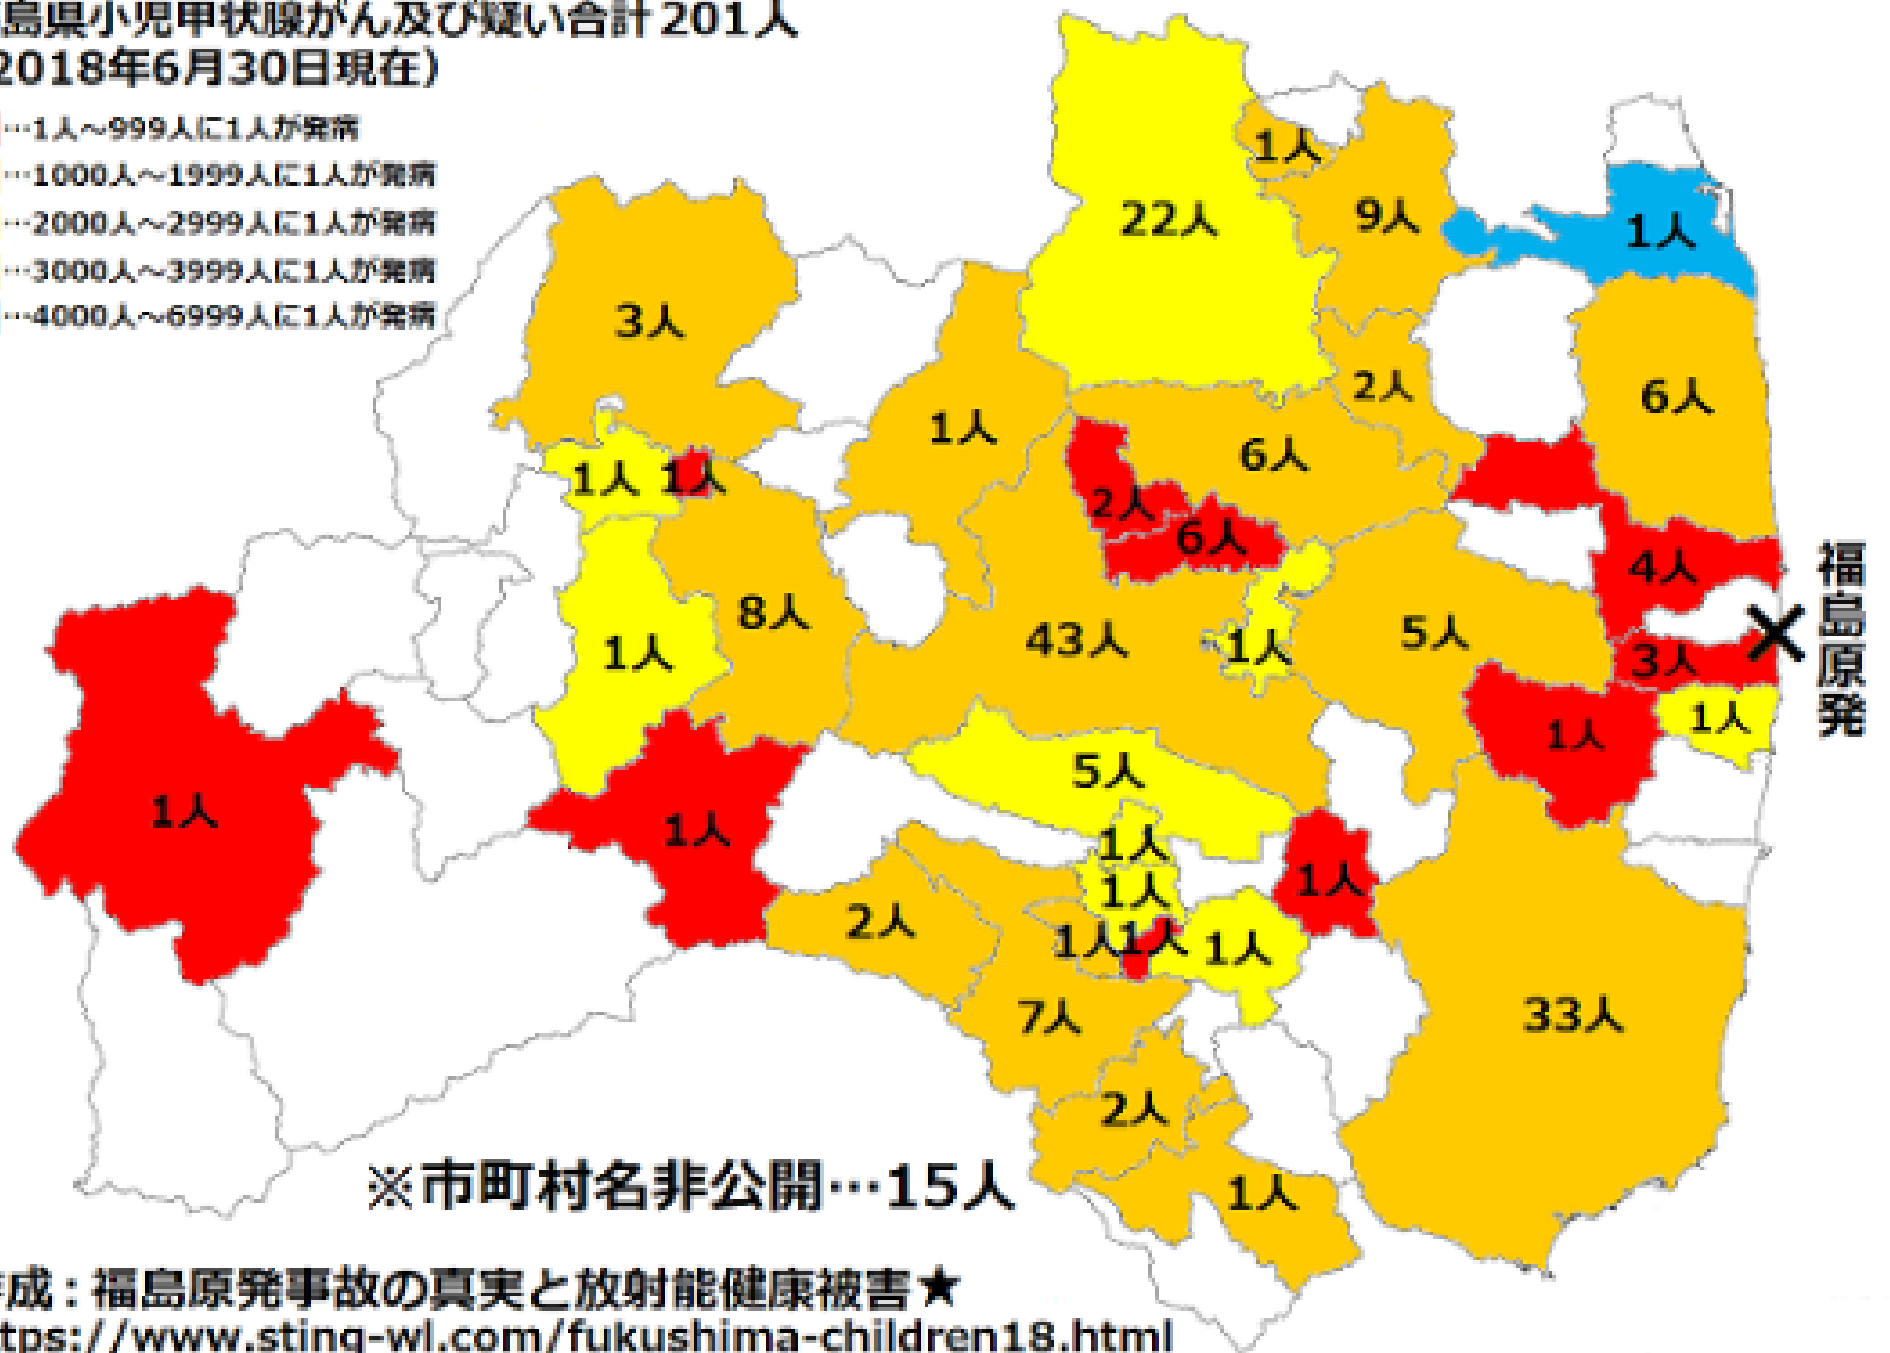 島県小児甲状腺がん及び疑い合計201人
2018年6月30日現在）
…1人～999人に1人が発病
…1000人～1999人に1人が発病
…2000人～2999人に1人が発病
…3000人～3999人に1人が発病
…4000人～6999人に1人が発病
1人
22人
9人
1人
3人
2人
6人
1人
6人
1人
1人
2人
6人
4人
8人
43人
1人
5人
1人
3人
1人
1人
5人
1人
1人
1人
1人
1人
2人
1人
1人
1人
7人
33人
2人
1人
福島原発
※市町村名非公開…15人
成：福島原発事故の真実と放射能健康被害★
tps://www.sting-wl.com/fukushima-children18.html